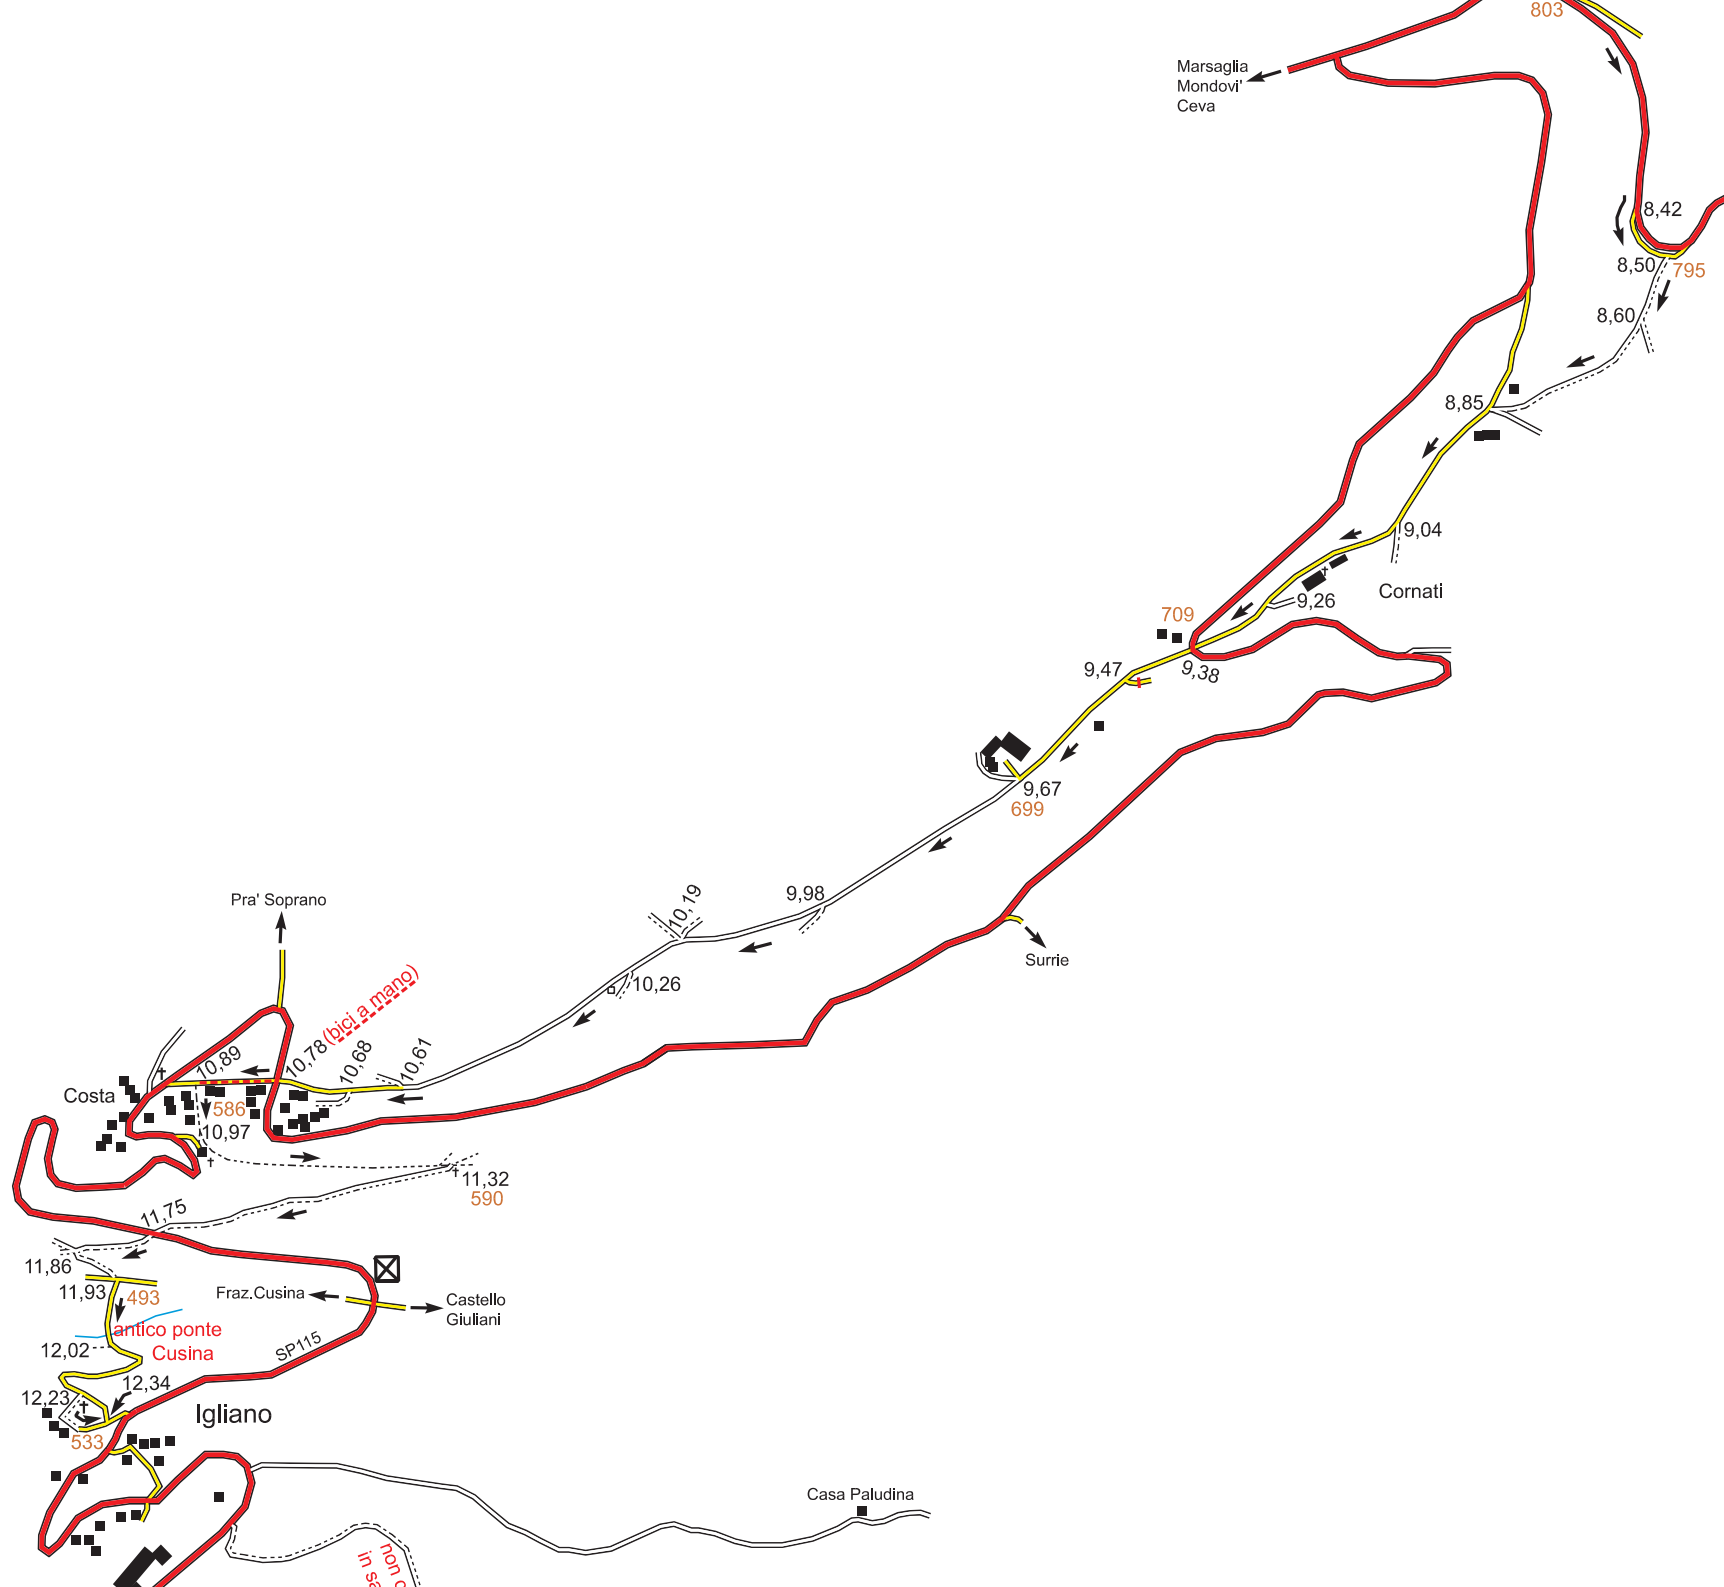 803
Marsaglia
Mondovi'
Ceva
8,42
8,50
795
8,60
8,85
9,04
Cornati
9,26
709
9,38
9,47
9,67
699
9,98
10,19
10,26
Surrie
Pra' Soprano
(bici a mano)
10,89
10,78
10,68
10,61
Costa
586
10,97
11,32
590
11,75
11,86
11,93
493
Fraz.Cusina
Castello
Giuliani
antico ponte
Cusina
12,02
SP115
12,34
12,23
Igliano
533
Casa Paludina
non
in